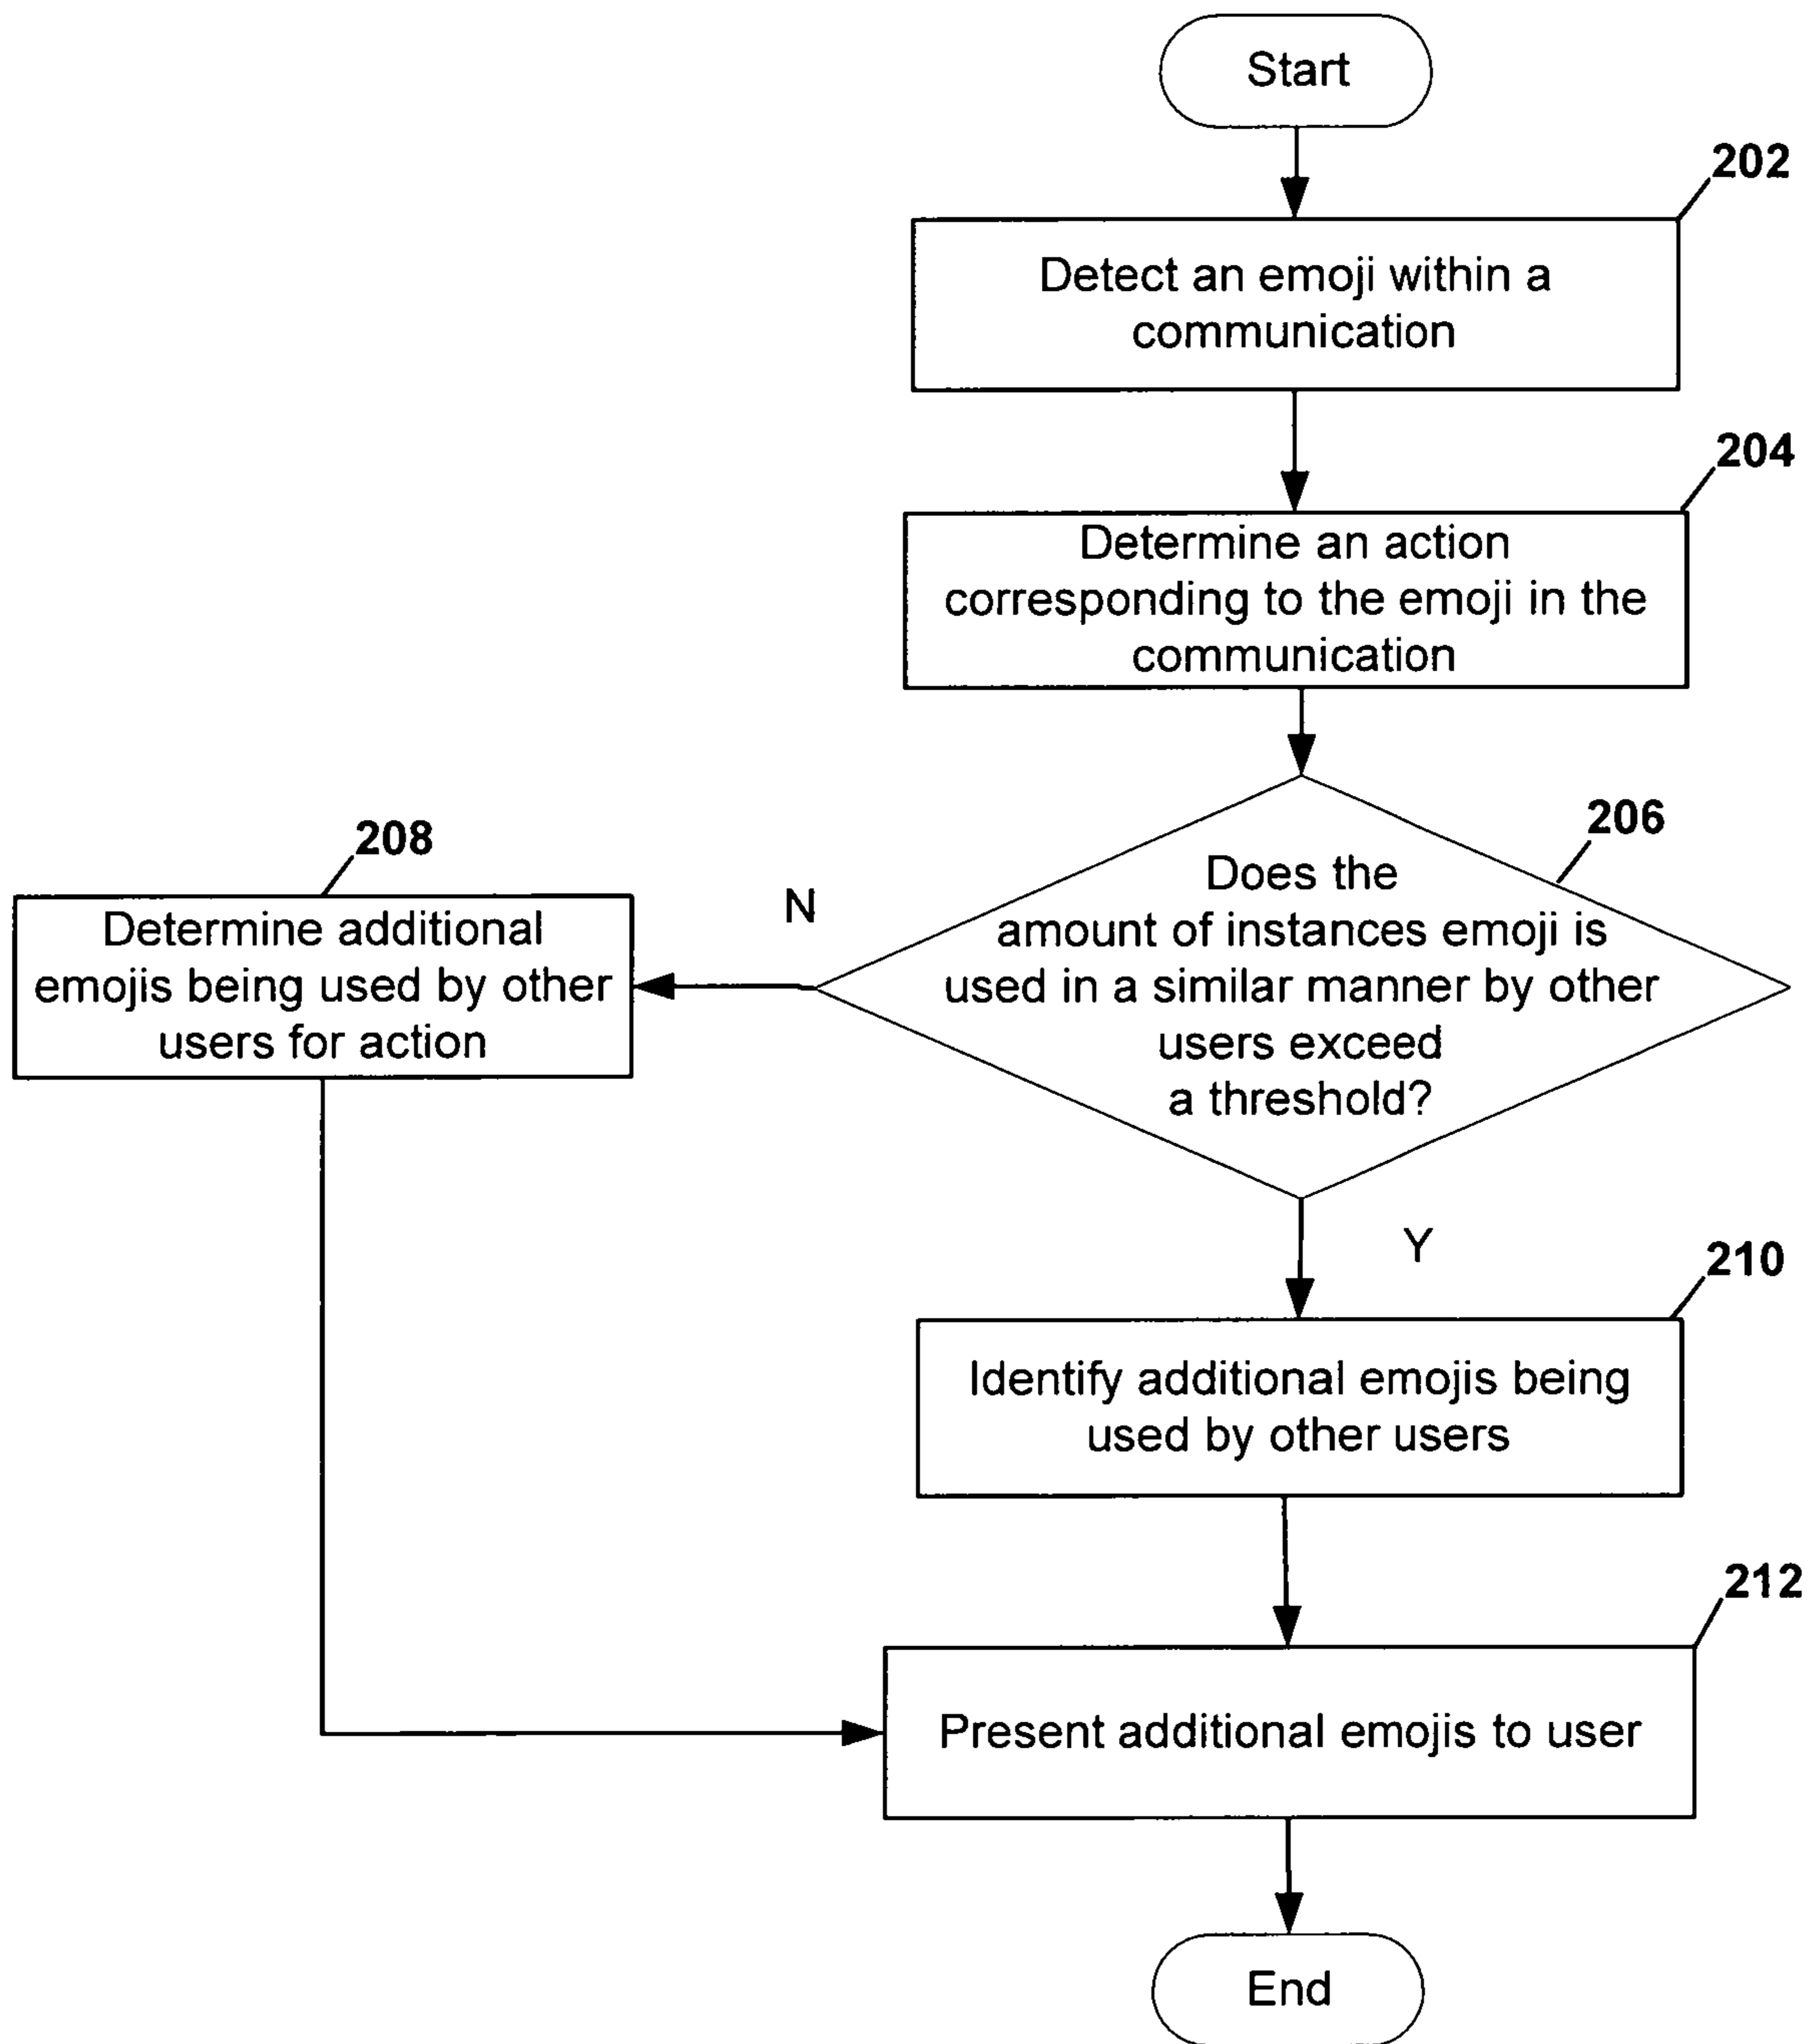 Start
202
Detect an emoji within a
communication
204
Determine an action
corresponding to the emoji in the
communication
206
Does the
amount of instances emoji is
used in a similar manner by other
users exceed
a threshold?
N
208
Determine additional
emojis being used by other
users for action
Y
210
Identify additional emojis being
used by other users
212
Present additional emojis to user
End